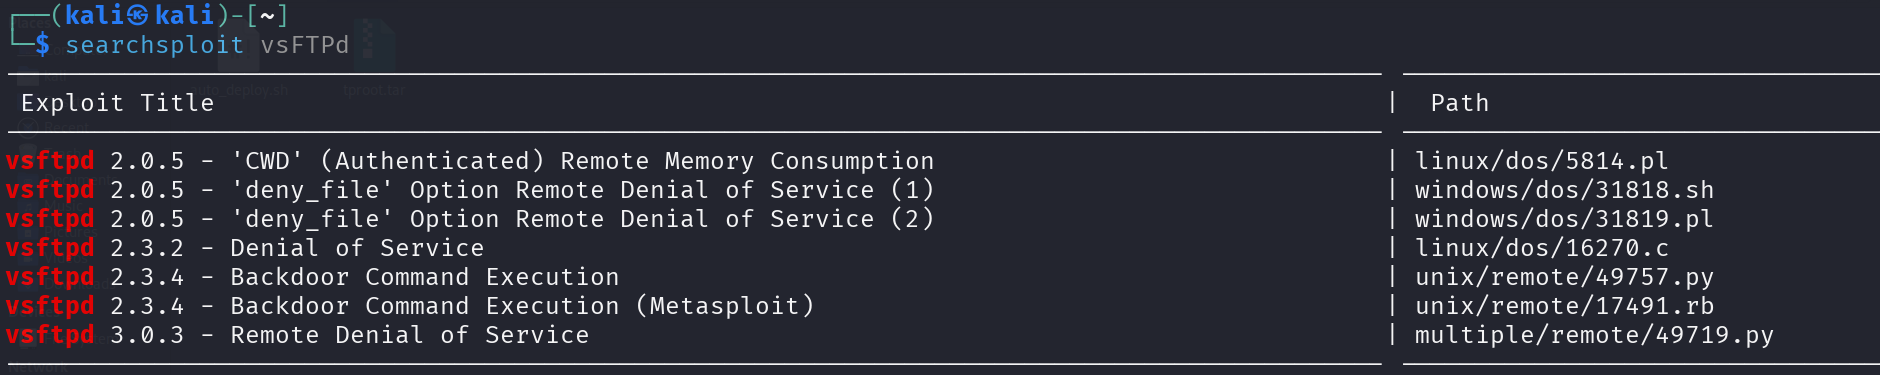 ┌──(kali㉿kali)-[~]
└─$ searchsploit vsFTPd
auto_deploy.sh tproot.tar
Exploit Title | Path
vsftpd 2.0.5 - 'CWD' (Authenticated) Remote Memory Consumption | linux/dos/5814.pl
vsftpd 2.0.5 - 'deny_file' Option Remote Denial of Service (1) | windows/dos/31818.sh
vsftpd 2.0.5 - 'deny_file' Option Remote Denial of Service (2) | windows/dos/31819.pl
vsftpd 2.3.2 - Denial of Service | linux/dos/16270.c
vsftpd 2.3.4 - Backdoor Command Execution | unix/remote/49757.py
vsftpd 2.3.4 - Backdoor Command Execution (Metasploit) | unix/remote/17491.rb
vsftpd 3.0.3 - Remote Denial of Service | multiple/remote/49719.py
Network